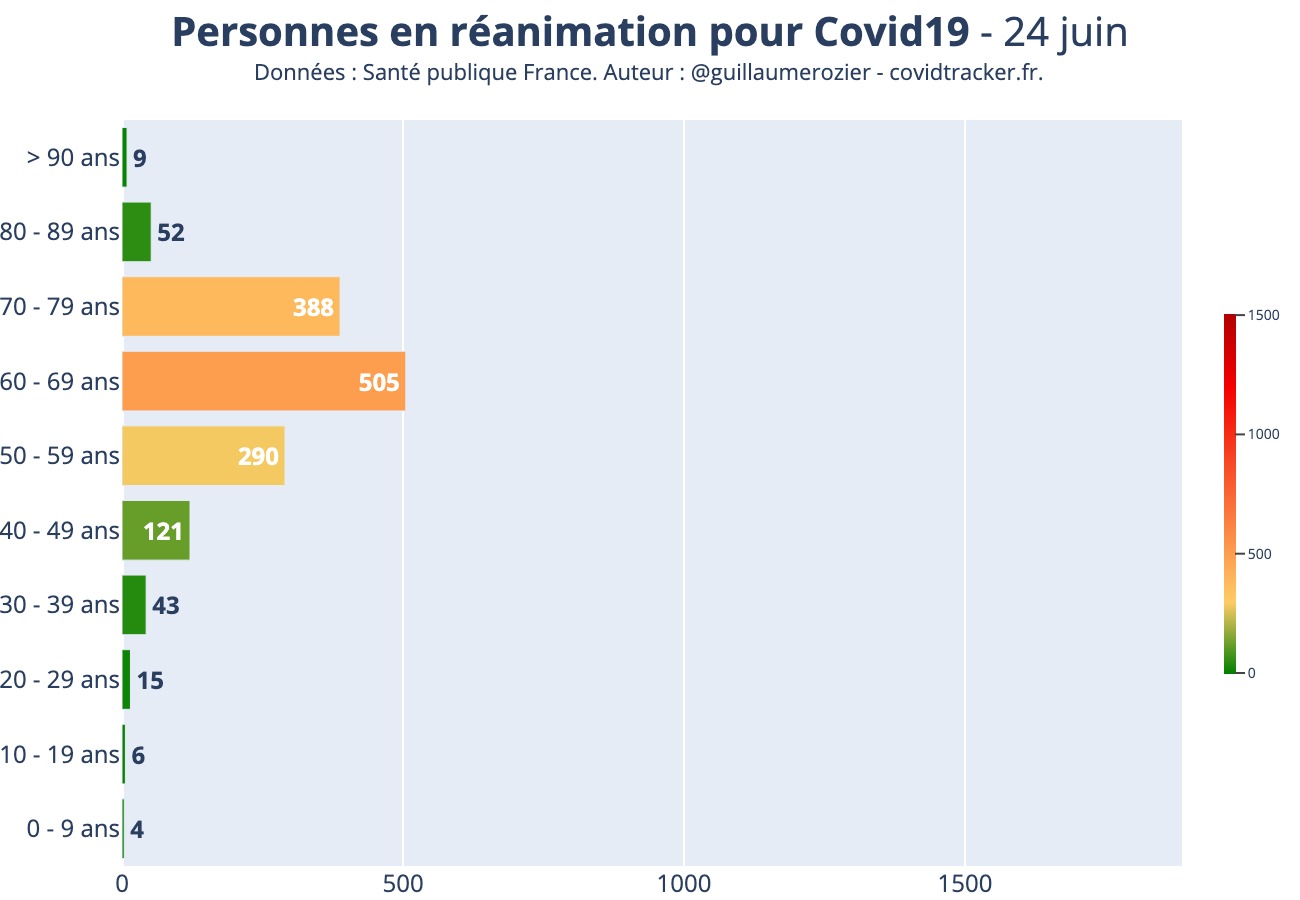 Personnes en réanimation pour Covid19 - 24 juin
Données : Santé publique France. Auteur : @guillaumerozier - covidtracker.fr.
> 90 ans 9
80 - 89 ans 52
70 - 79 ans 388
60 - 69 ans 505
50 - 59 ans 290
40 - 49 ans 121
30 - 39 ans 43
20 - 29 ans 15
10 - 19 ans 6
0 - 9 ans 4
0 500 1000 1500
1500
1000
500
0